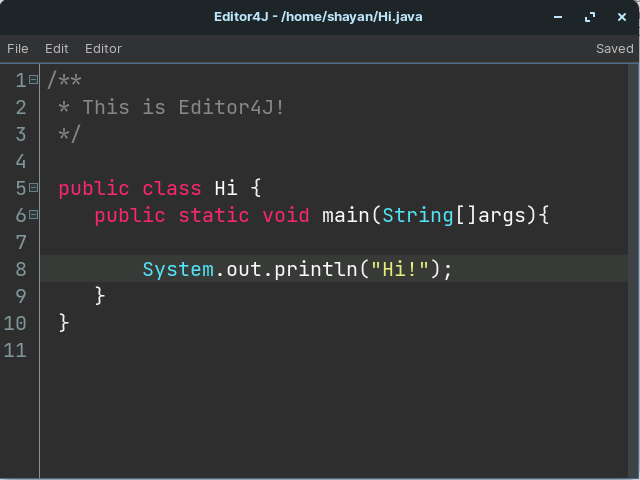 Editor4J - /home/shayan/Hi.java
File Edit Editor Saved
1 /**
2 * This is Editor4J!
3 */
4
5 public class Hi {
6 public static void main(String[]args){
7
8 System.out.println("Hi!");
9 }
10 }
11